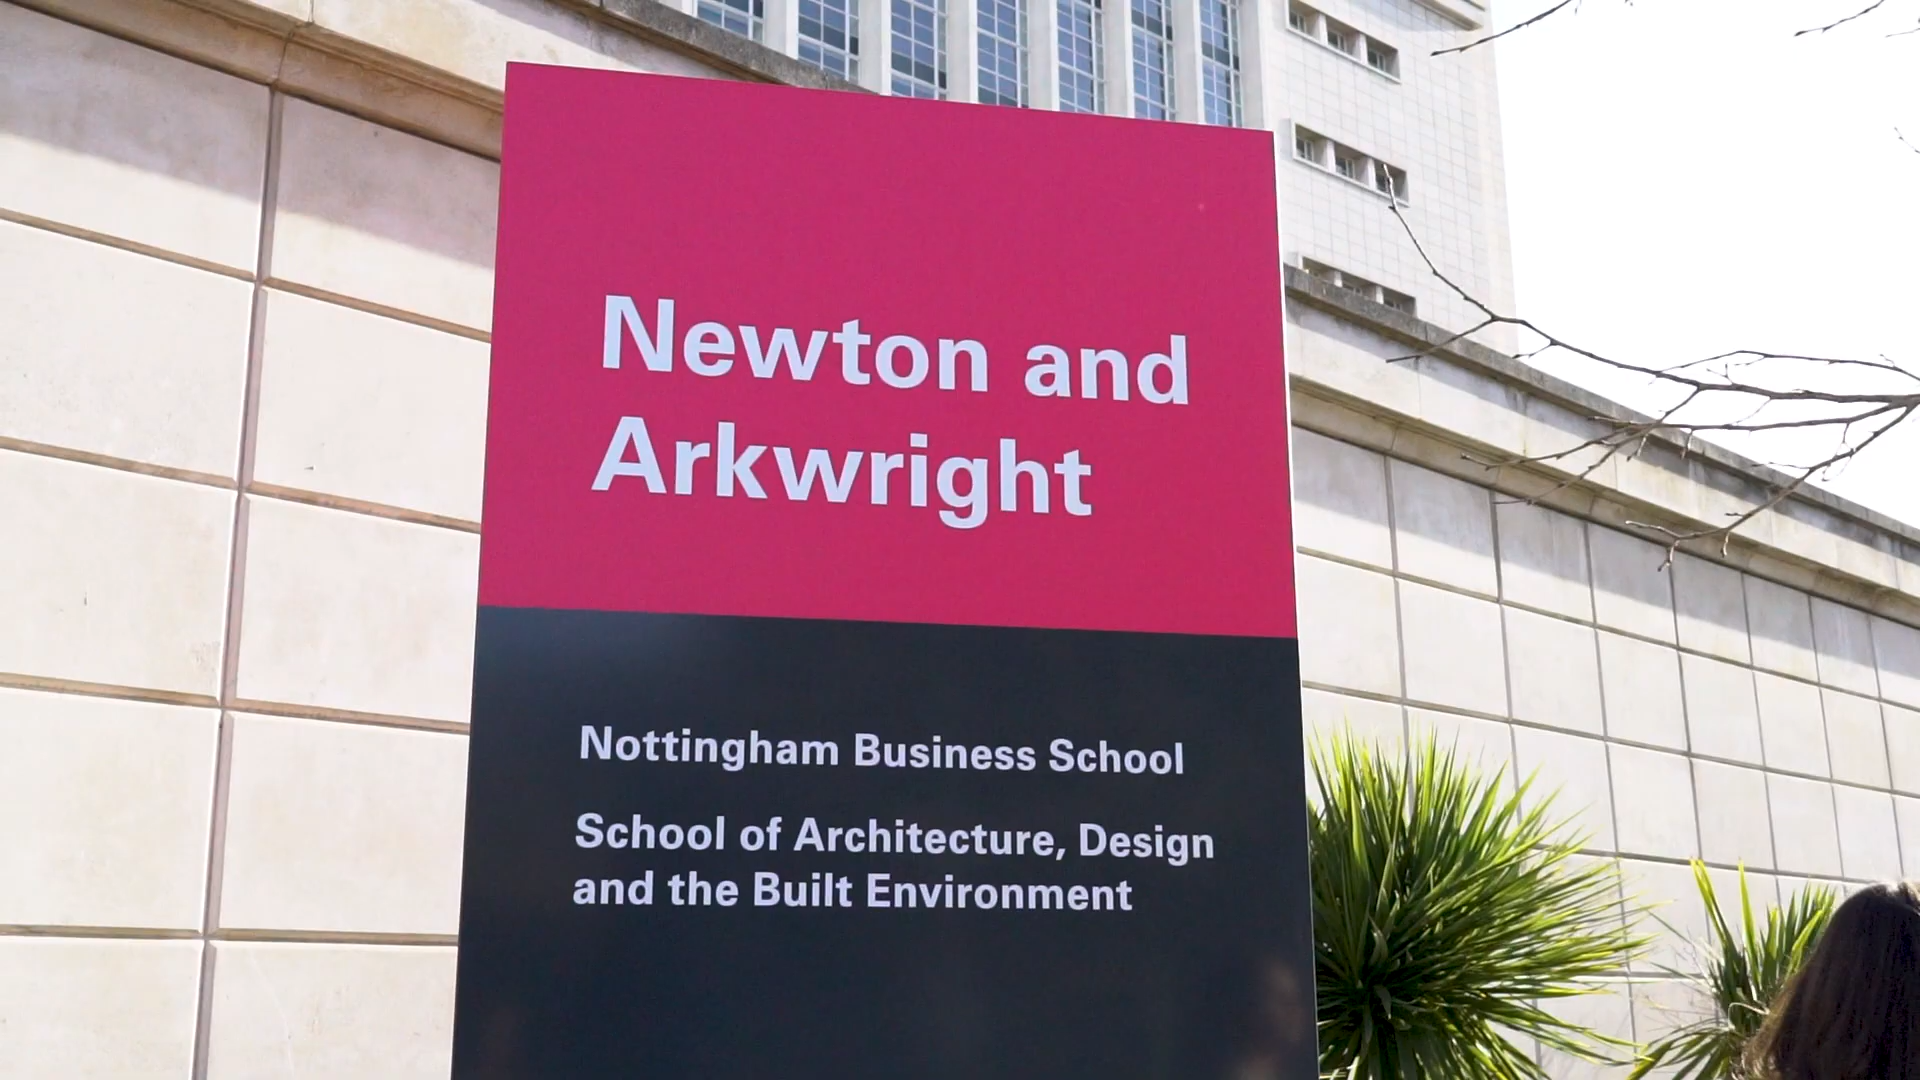 Newton and
Arkwright
Nottingham Business School
School of Architecture, Design
and the Built Environment